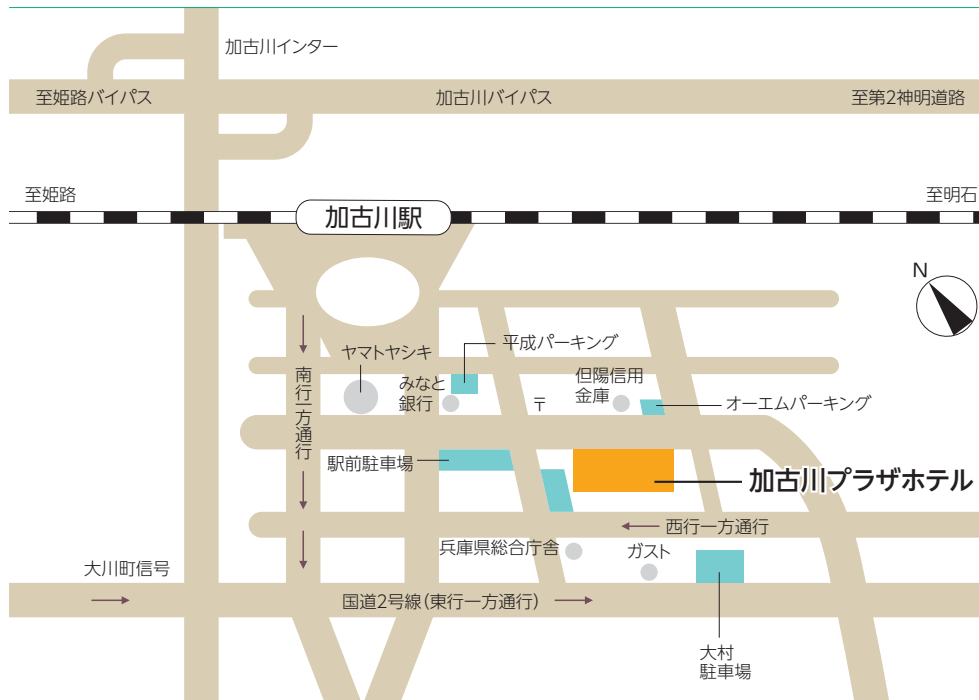 加古川インター
至姫路バイパス
加古川バイパス
至第2神明道路
至姫路
加古川駅
至明石
N
平成パーキング
ヤマトヤシキ
みなと
銀行
〒
但陽信用
金庫
オーエムパーキング
南行一方通行
駅前駐車場
加古川プラザホテル
西行一方通行
兵庫県総合庁舎
ガスト
大川町信号
国道2号線(東行一方通行)
大村
駐車場